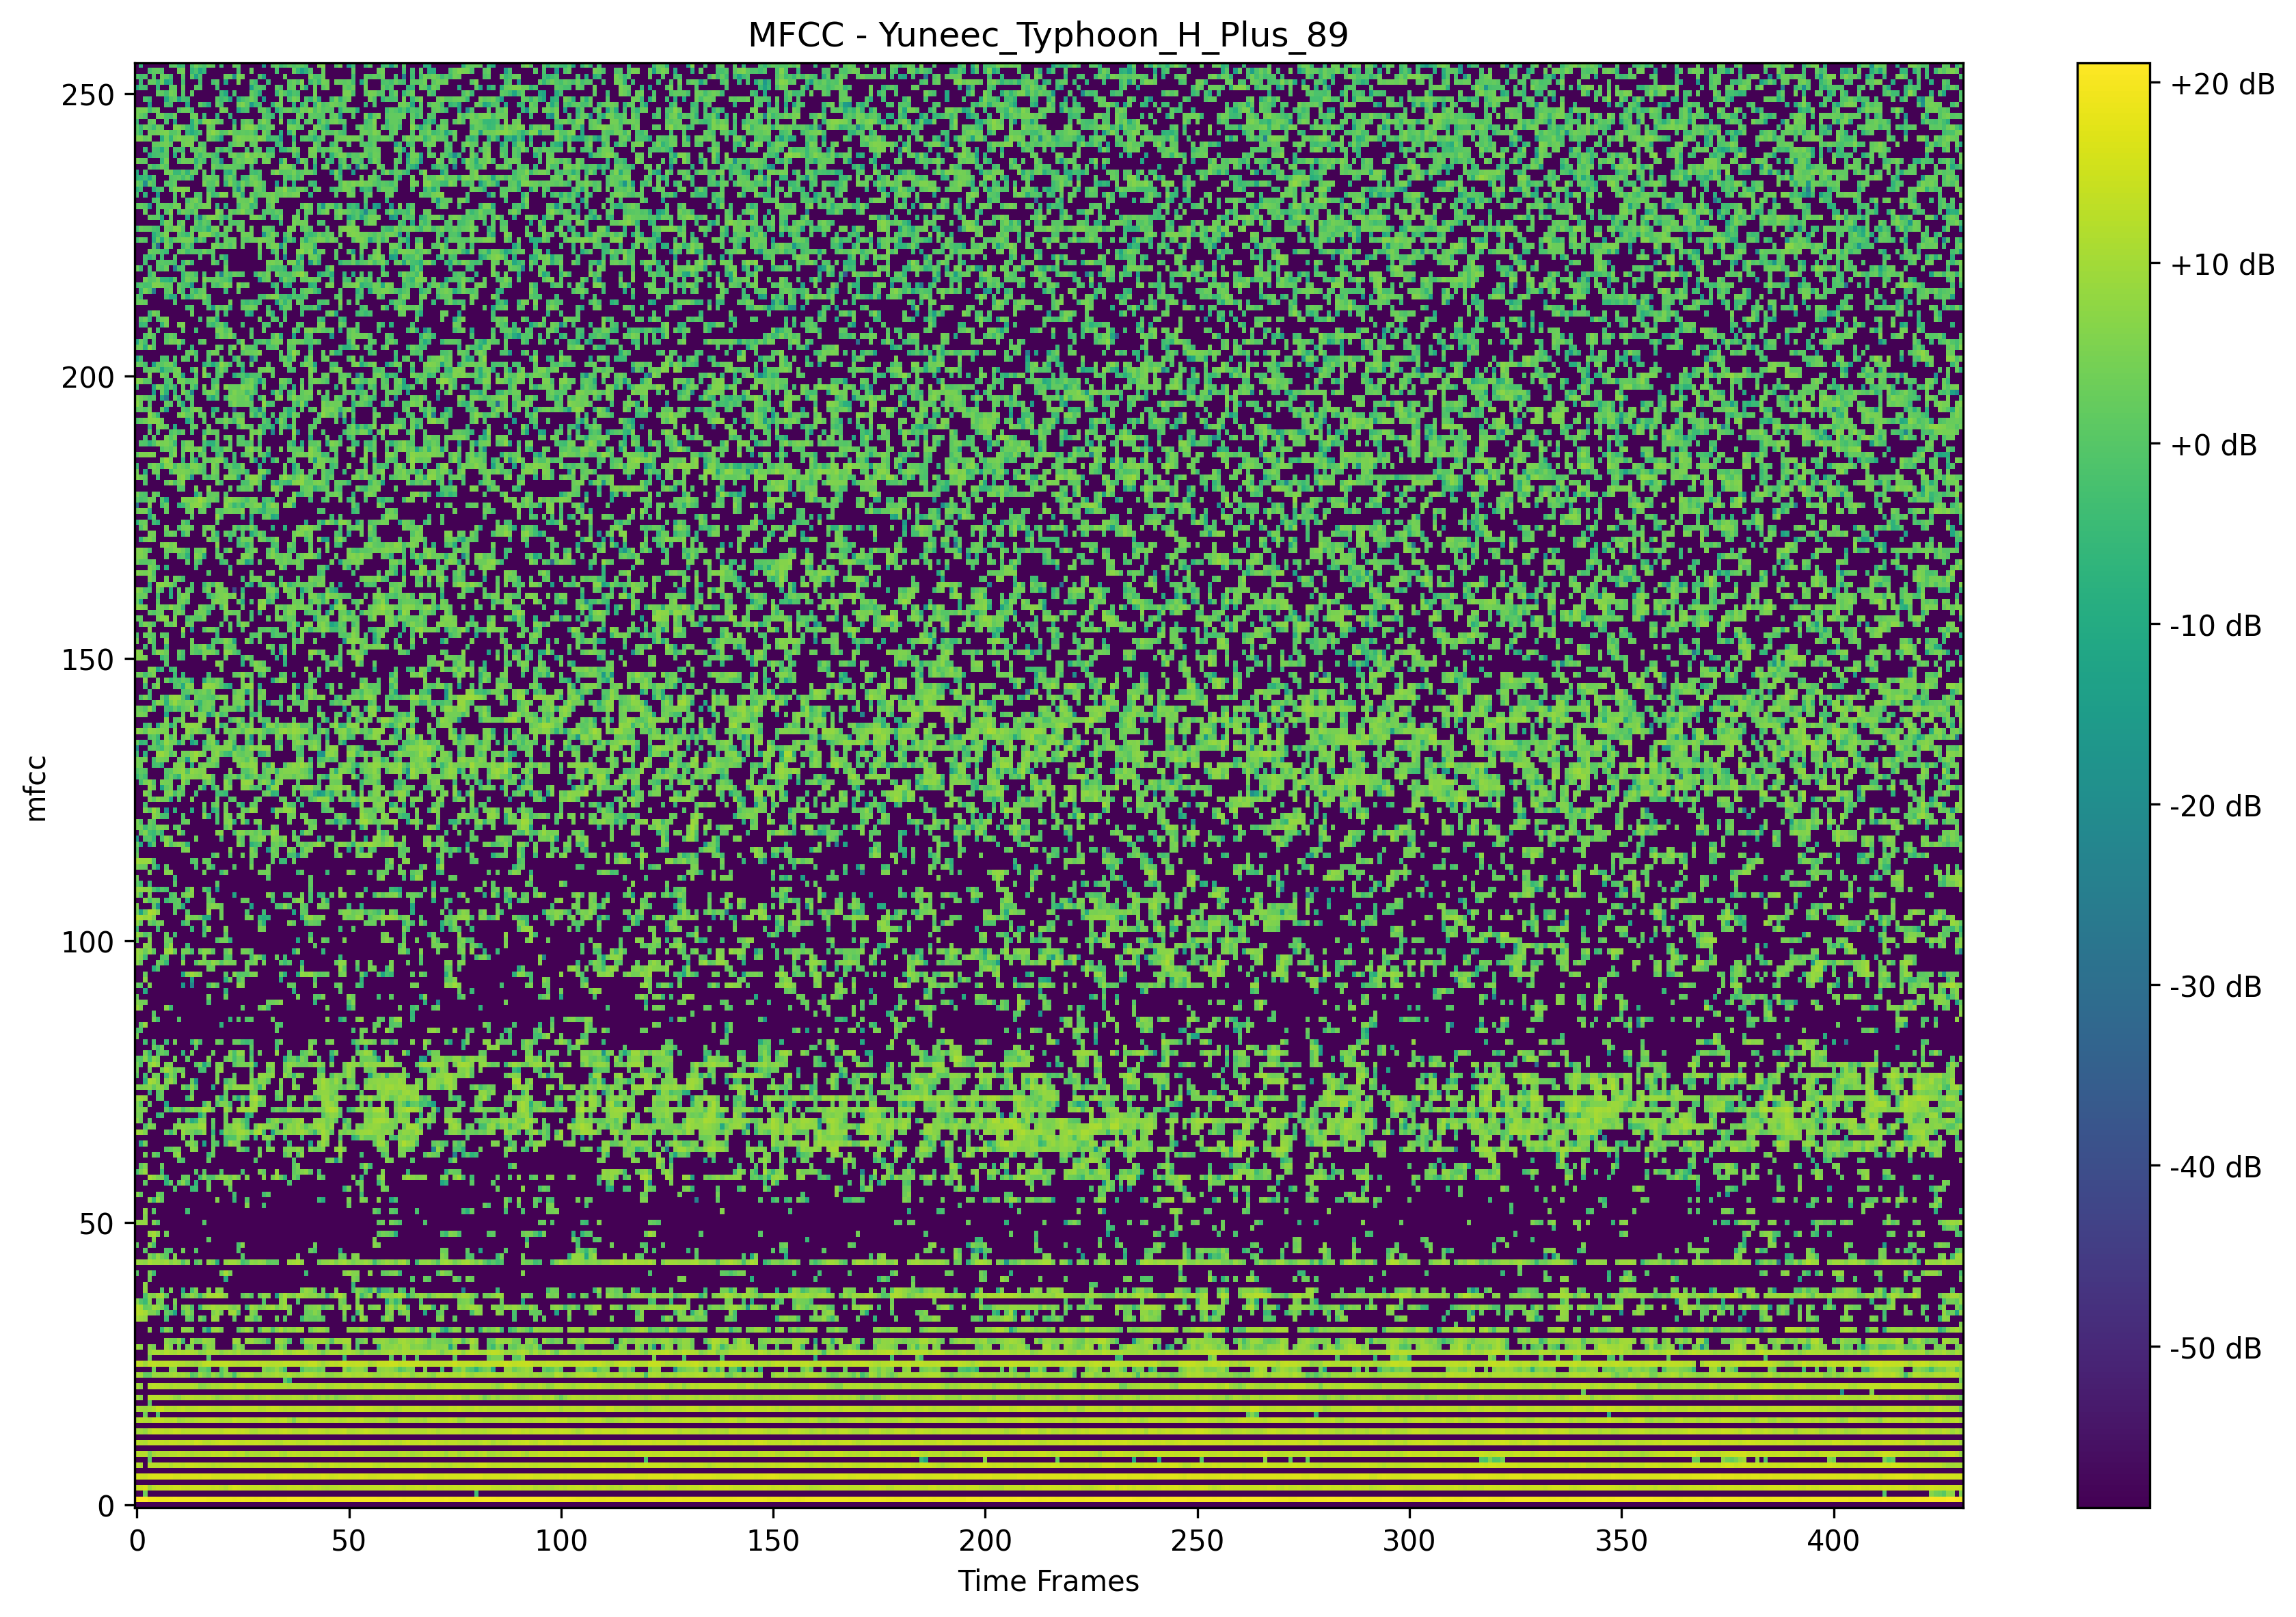 MFCC - Yuneec_Typhoon_H_Plus_89
mfcc
250
200
150
100
50
0
0 50 100 150 200 250 300 350 400
Time Frames
+20 dB
+10 dB
+0 dB
-10 dB
-20 dB
-30 dB
-40 dB
-50 dB